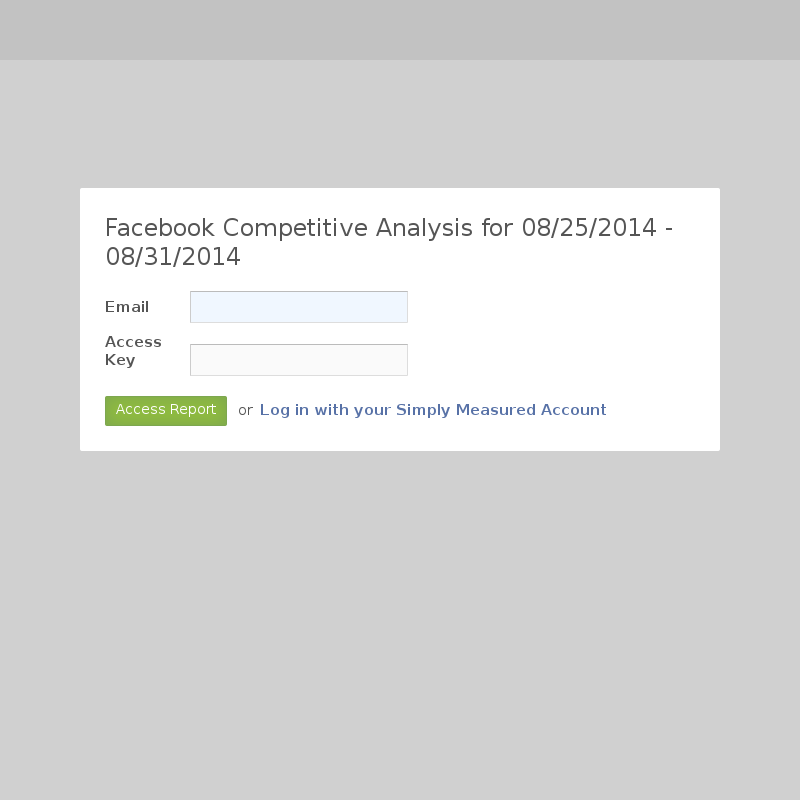 Facebook Competitive Analysis for 08/25/2014 -
08/31/2014
Email
Access
Key
Access Report or Log in with your Simply Measured Account